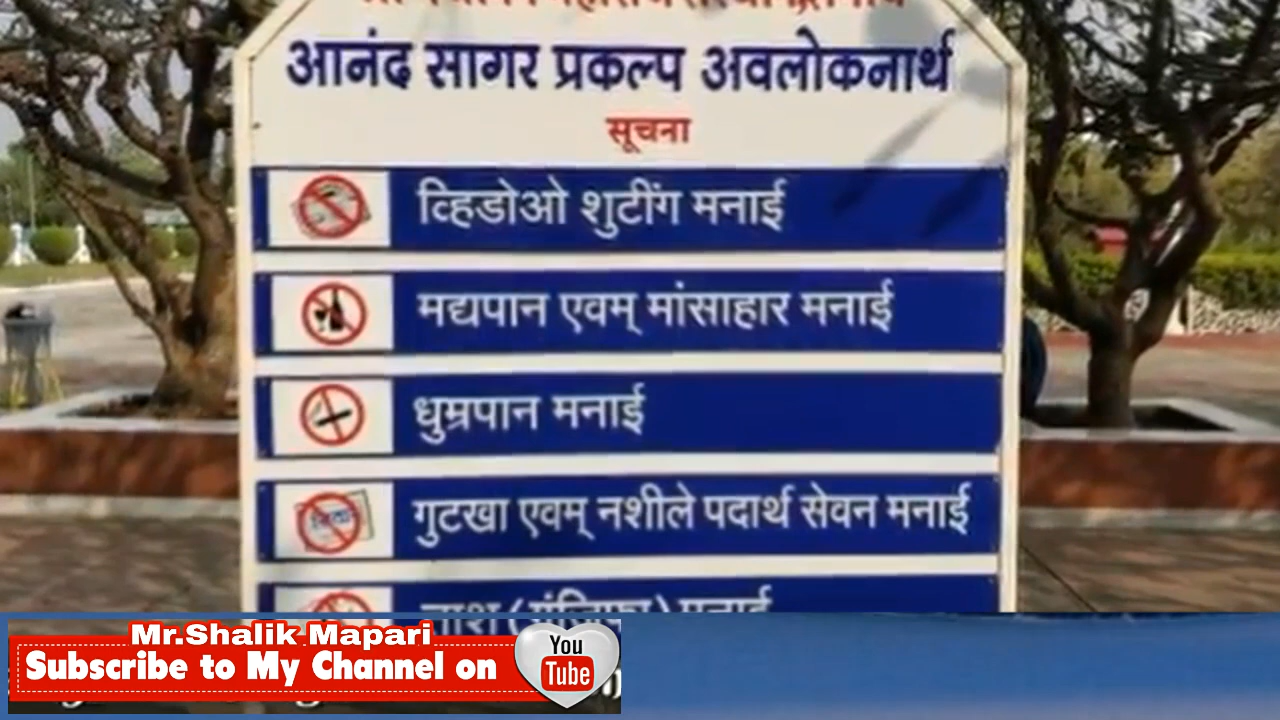 आनंद सागर प्रकल्प अवलोकनार्थ
सूचना
व्हिडोओ शुटींग मनाई
मद्यपान एवम् मांसाहार मनाई
धुम्रपान मनाई
गुटखा एवम् नशीले पदार्थ सेवन मनाई
मनाई
Mr.Shalik Mapari
Subscribe to My Channel on
You
Tube